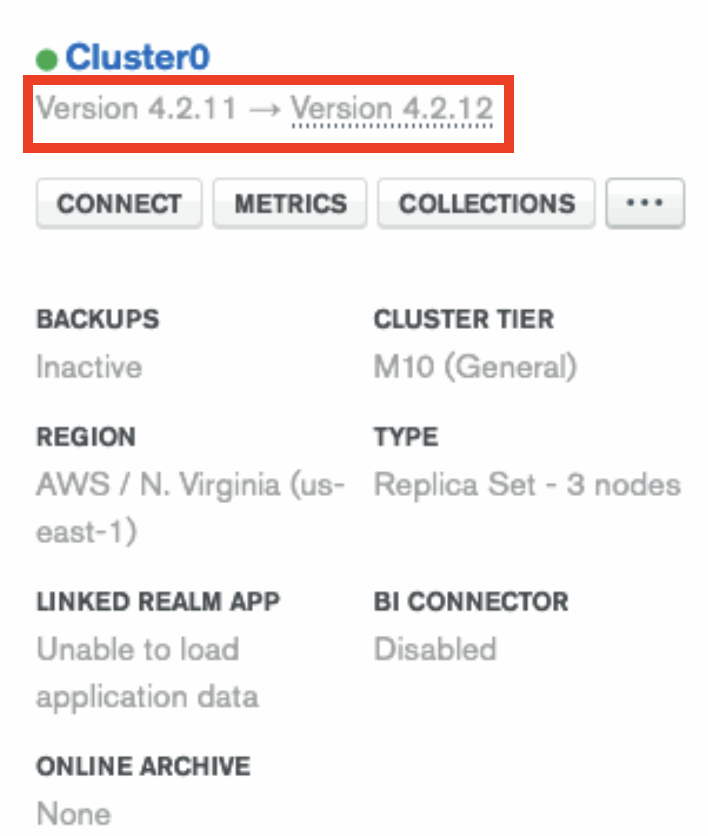 Cluster0
Version 4.2.11 → Version 4.2.12
CONNECT METRICS COLLECTIONS ...
BACKUPS
Inactive
CLUSTER TIER
M10 (General)
REGION
AWS / N. Virginia (us-
east-1)
TYPE
Replica Set - 3 nodes
LINKED REALM APP
Unable to load
application data
BI CONNECTOR
Disabled
ONLINE ARCHIVE
None